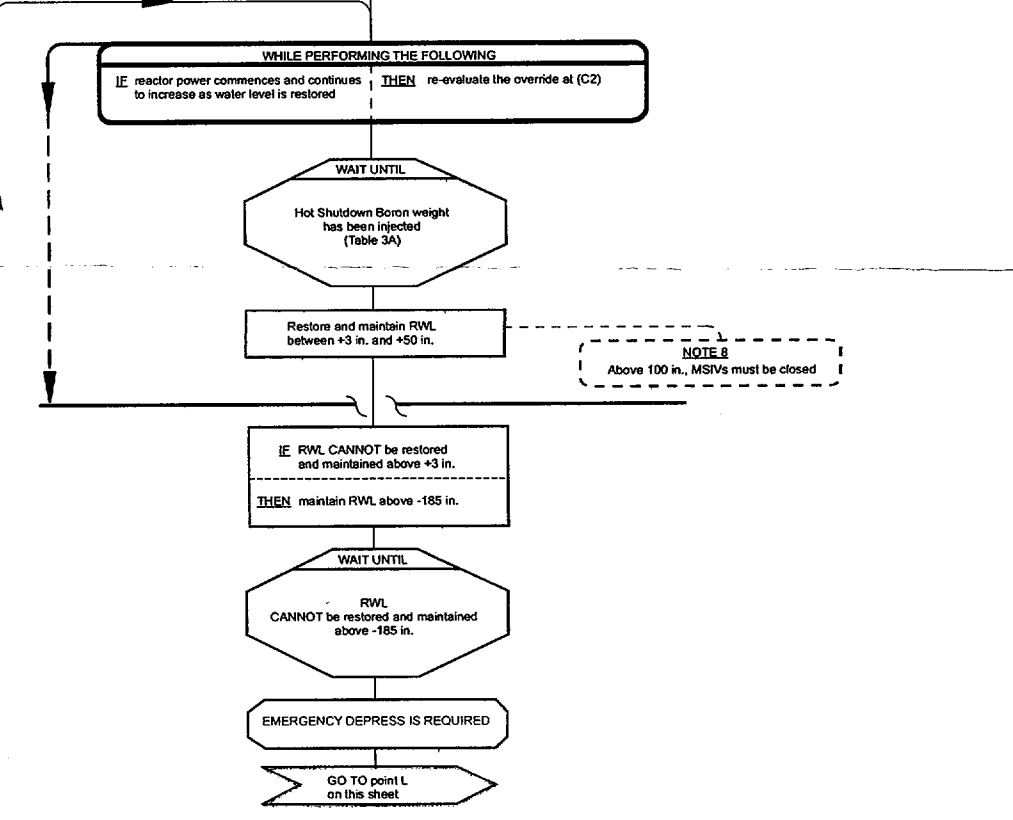 WHILE PERFORMING THE FOLLOWING
IF reactor power commences and continues
to increase as water level is restored
THEN re-evaluate the override at (C2)
WAIT UNTIL
Hot Shutdown Boron weight
has been injected
(Table 3A)
Restore and maintain RWL
between +3 in. and +50 in.
NOTE 8
Above 100 in., MSIVs must be closed
IF RWL CANNOT be restored
and maintained above +3 in.
THEN maintain RWL above -185 in.
WAIT UNTIL
RWL
CANNOT be restored and maintained
above -185 in.
EMERGENCY DEPRESS IS REQUIRED
GO TO point L
on this sheet